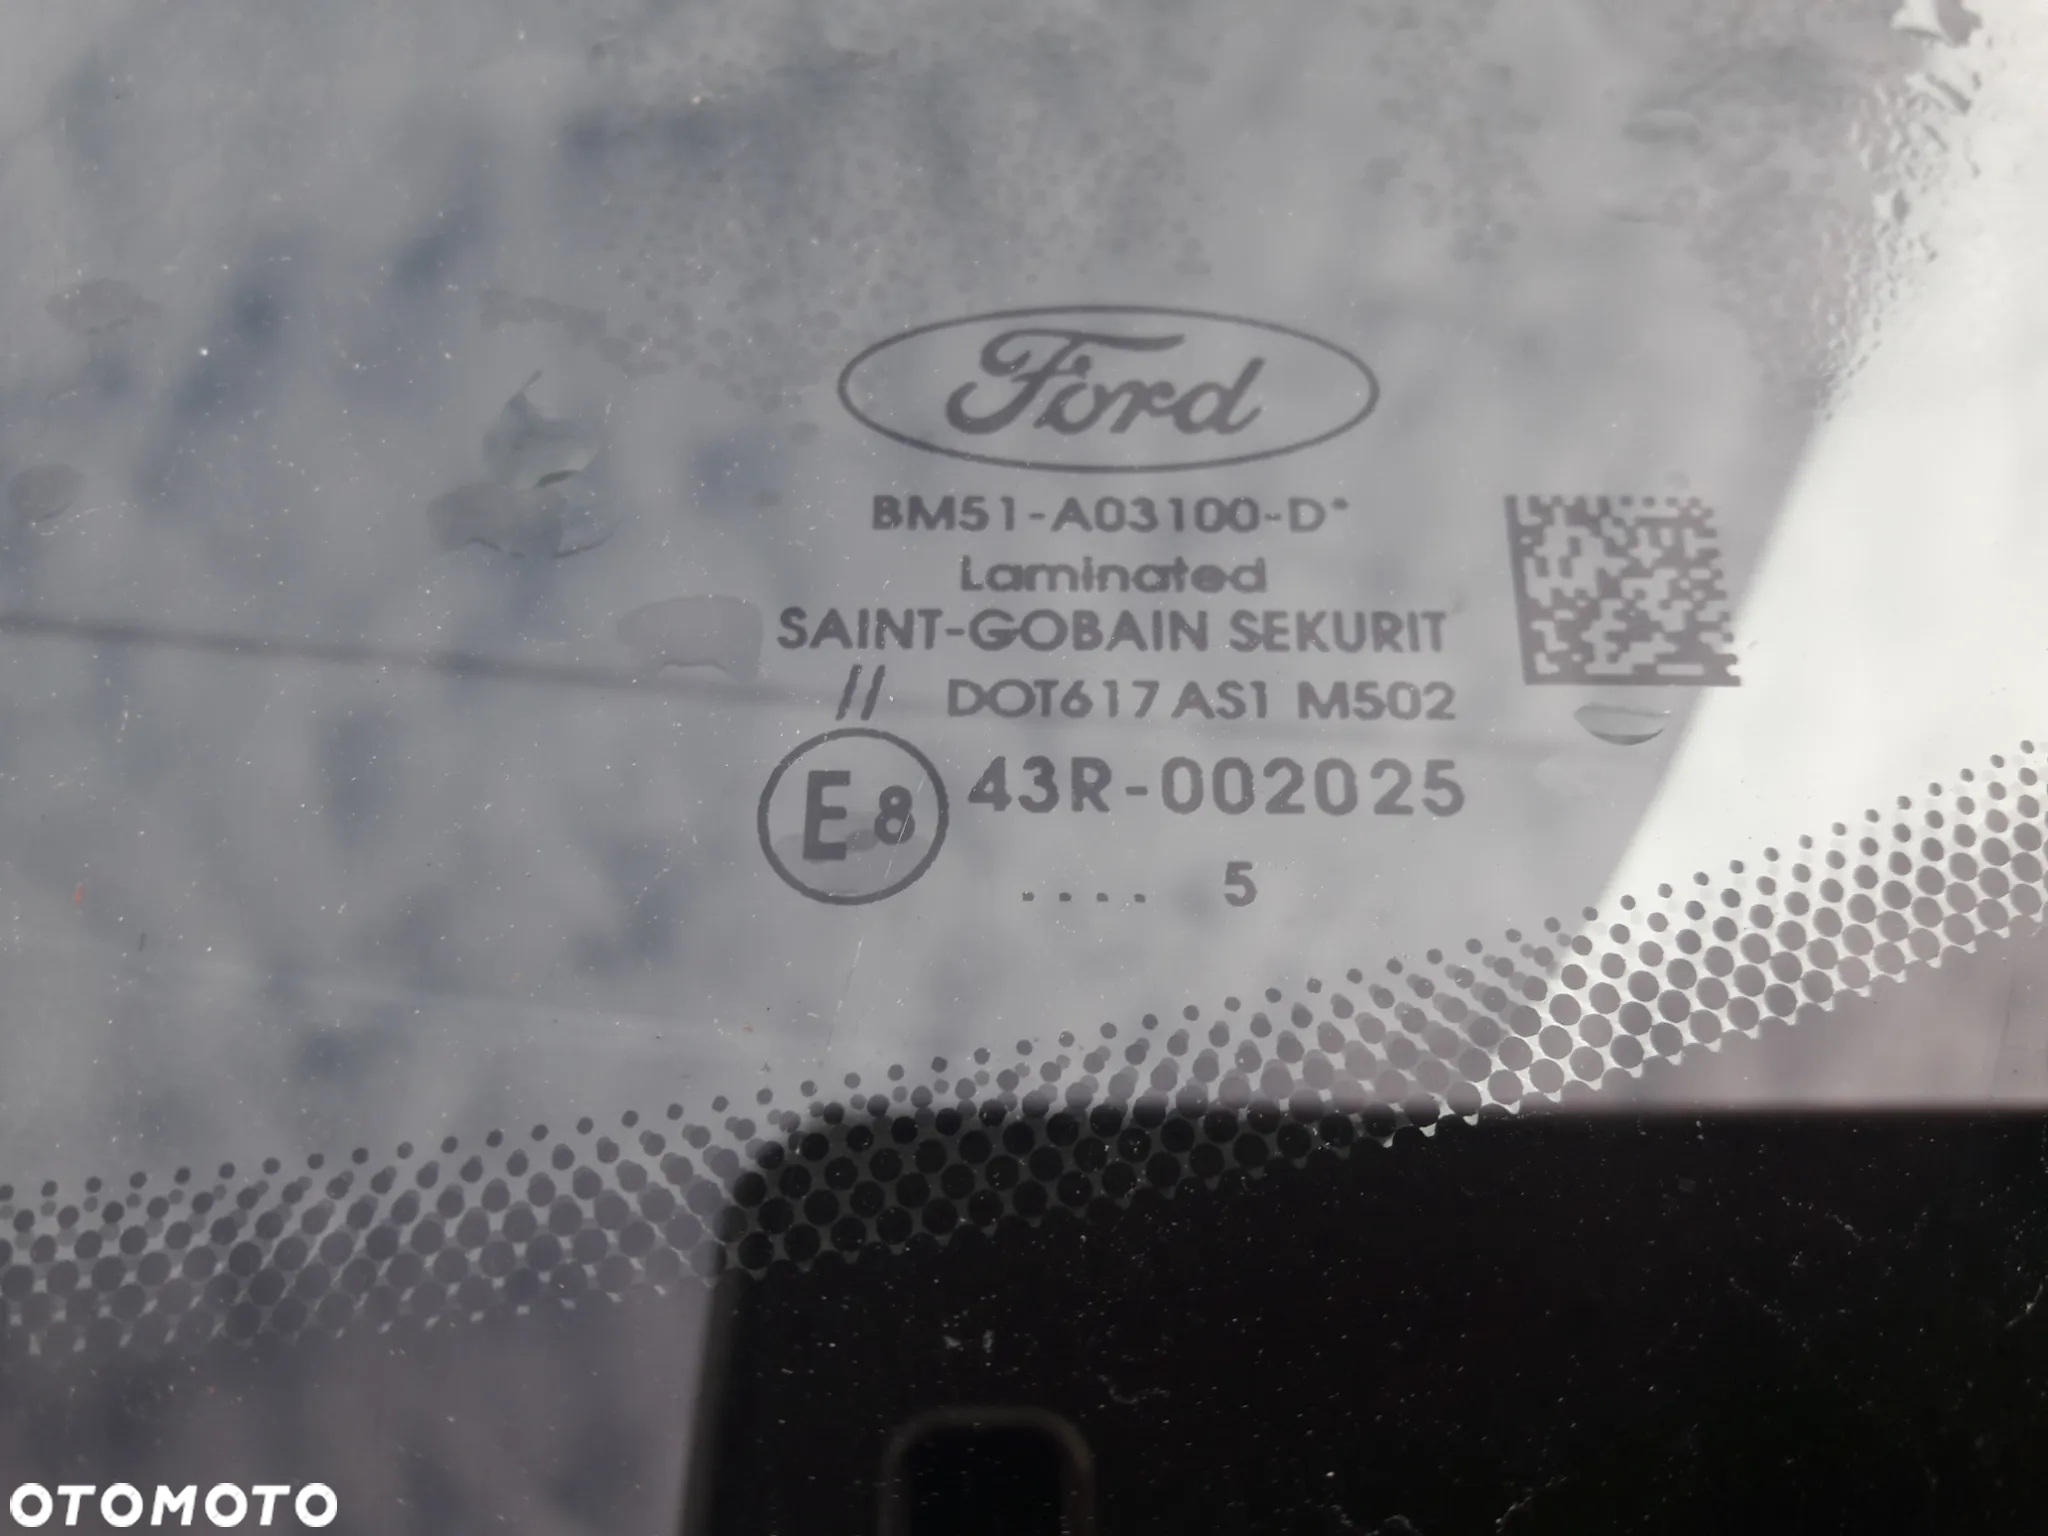 Ford
BM51-A03100-D*
Laminated
SAINT-GOBAIN SEKURIT
// DOT617 AS1 M502
E8 43R-002025
.... 5
OTOMOTO